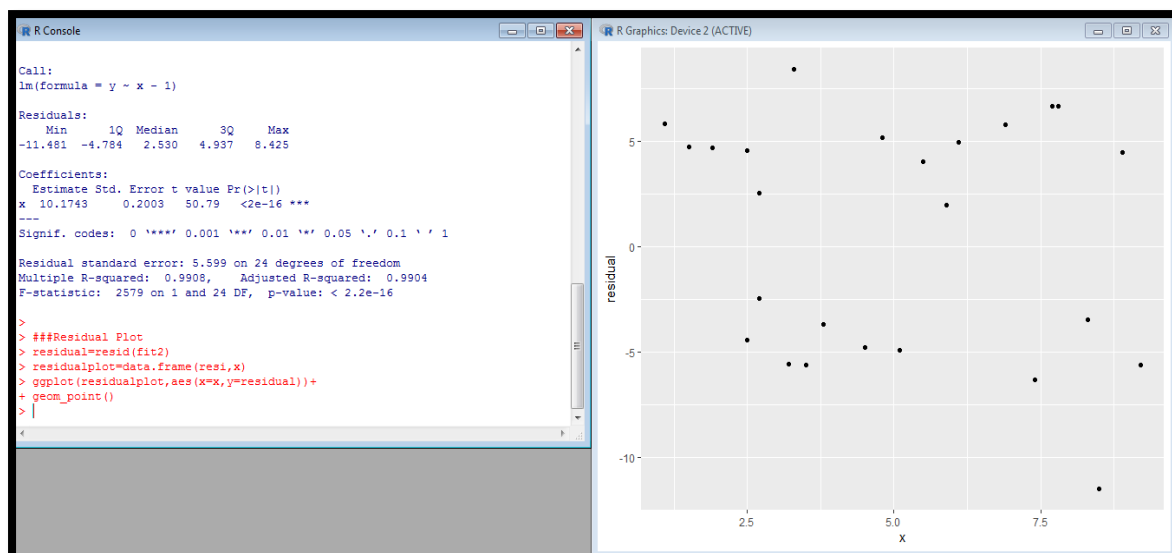 R Console
Call:
lm(formula = y ~ x - 1)
Residuals:
Min 1Q Median 3Q Max
-11.481 -4.784 2.530 4.937 8.425
Coefficients:
Estimate Std. Error t value Pr(>|t|)
x 10.1743 0.2003 50.79 <2e-16 ***
---
Signif. codes: 0 ‘***’ 0.001 ‘**’ 0.01 ‘*’ 0.05 ‘.’ 0.1 ‘ ’ 1
Residual standard error: 5.599 on 24 degrees of freedom
Multiple R-squared: 0.9908, Adjusted R-squared: 0.9904
F-statistic: 2579 on 1 and 24 DF, p-value: < 2.2e-16
>
> ###Residual Plot
> residual=resid(fit2)
> residualplot=data.frame(resi,x)
> ggplot(residualplot,aes(x=x,y=residual))+
+ geom_point()
>
R Graphics: Device 2 (ACTIVE)
5
0
-5
-10
residual
2.5 5.0 7.5
x